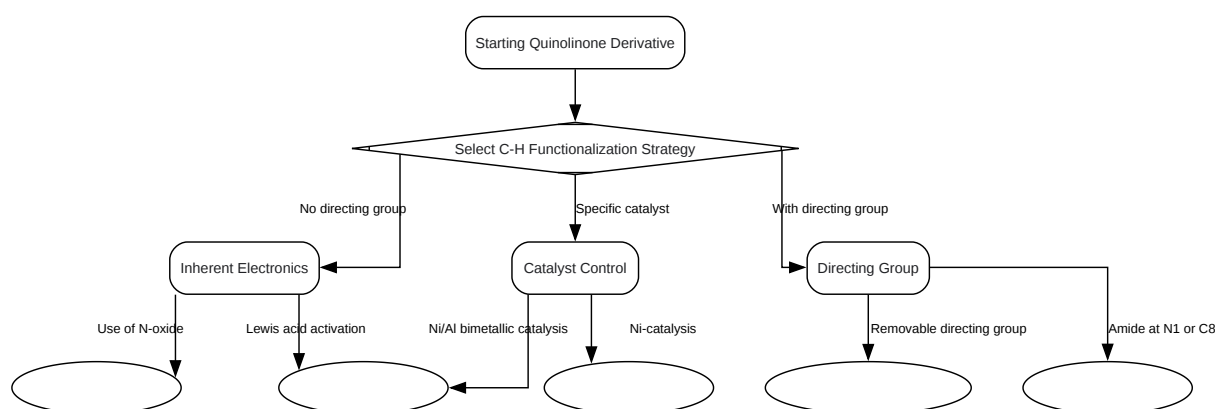 Starting Quinolinone Derivative
Select C-H Functionalization Strategy
No directing group
Specific catalyst
With directing group
Inherent Electronics
Catalyst Control
Directing Group
Use of N-oxide
Lewis acid activation
Ni/Al bimetallic catalysis
Ni-catalysis
Removable directing group
Amide at N1 or C8